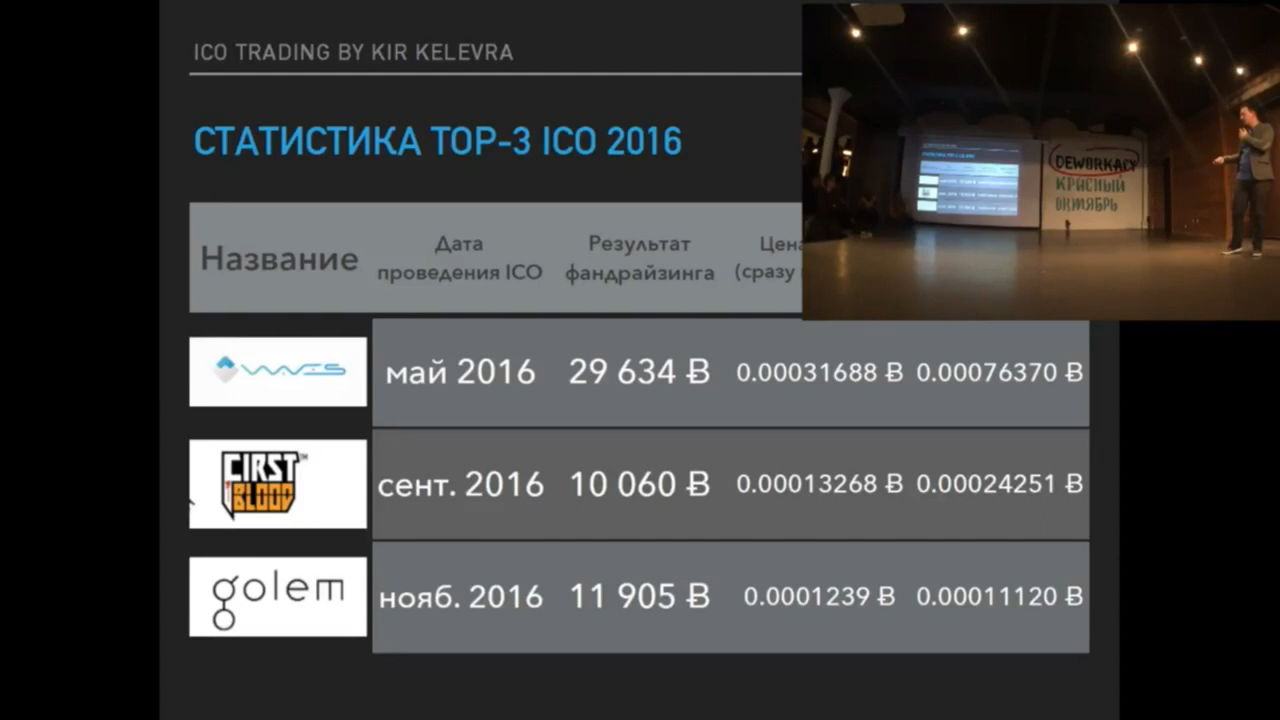 ICO TRADING BY KIR KELEVRA
СТАТИСТИКА TOP-3 ICO 2016
Название
Дата
проведения ICO
Результат
фандрайзинга
Цена
(сразу
WAVES
май 2016
29 634 Ƀ
0.00031688 Ƀ
0.00076370 Ƀ
FIRST
BLOOD
™
сент. 2016
10 060 Ƀ
0.00013268 Ƀ
0.00024251 Ƀ
golem
нояб. 2016
11 905 Ƀ
0.0001239 Ƀ
0.00011120 Ƀ
DEWORKACY
КРАСНЫЙ
ОКТЯБРЬ